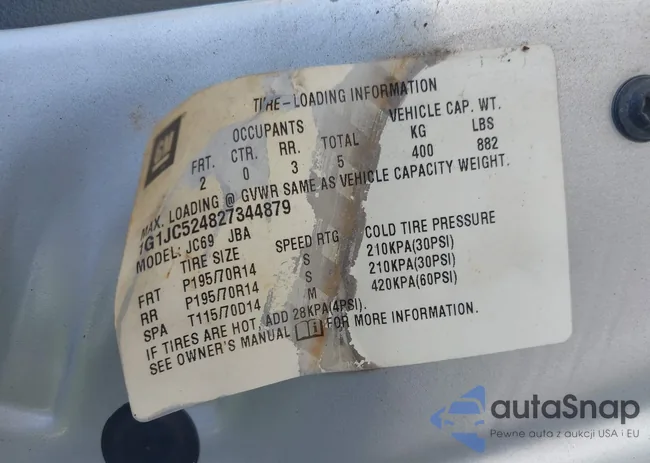 GM
TIRE-LOADING INFORMATION
OCCUPANTS VEHICLE CAP. WT.
FRT. CTR. RR. TOTAL KG LBS
2 0 3 5 400 882
MAX. LOADING @ GVWR SAME AS VEHICLE CAPACITY WEIGHT.
1G1JC524827344879
MODEL: JC69 JBA
TIRE SIZE SPEED RTG COLD TIRE PRESSURE
FRT P195/70R14 S 210KPA(30PSI)
RR P195/70R14 S 210KPA(30PSI)
SPA T115/70D14 M 420KPA(60PSI)
IF TIRES ARE HOT, ADD 28KPA(4PSI).
SEE OWNER'S MANUAL FOR MORE INFORMATION.
autaSnap
Pewne auta z aukcji USA i EU